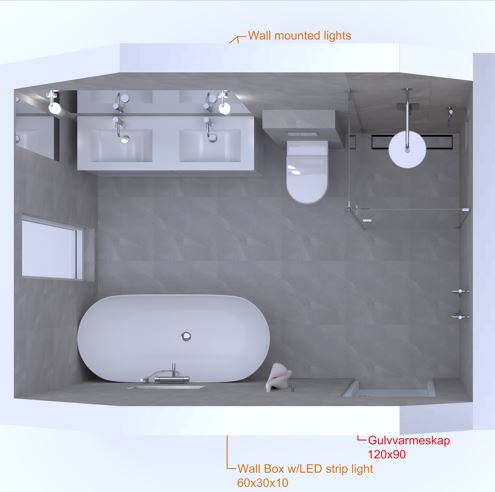 Wall mounted lights
Gulvvarmeskap
120x90
Wall Box w/LED strip light
60x30x10